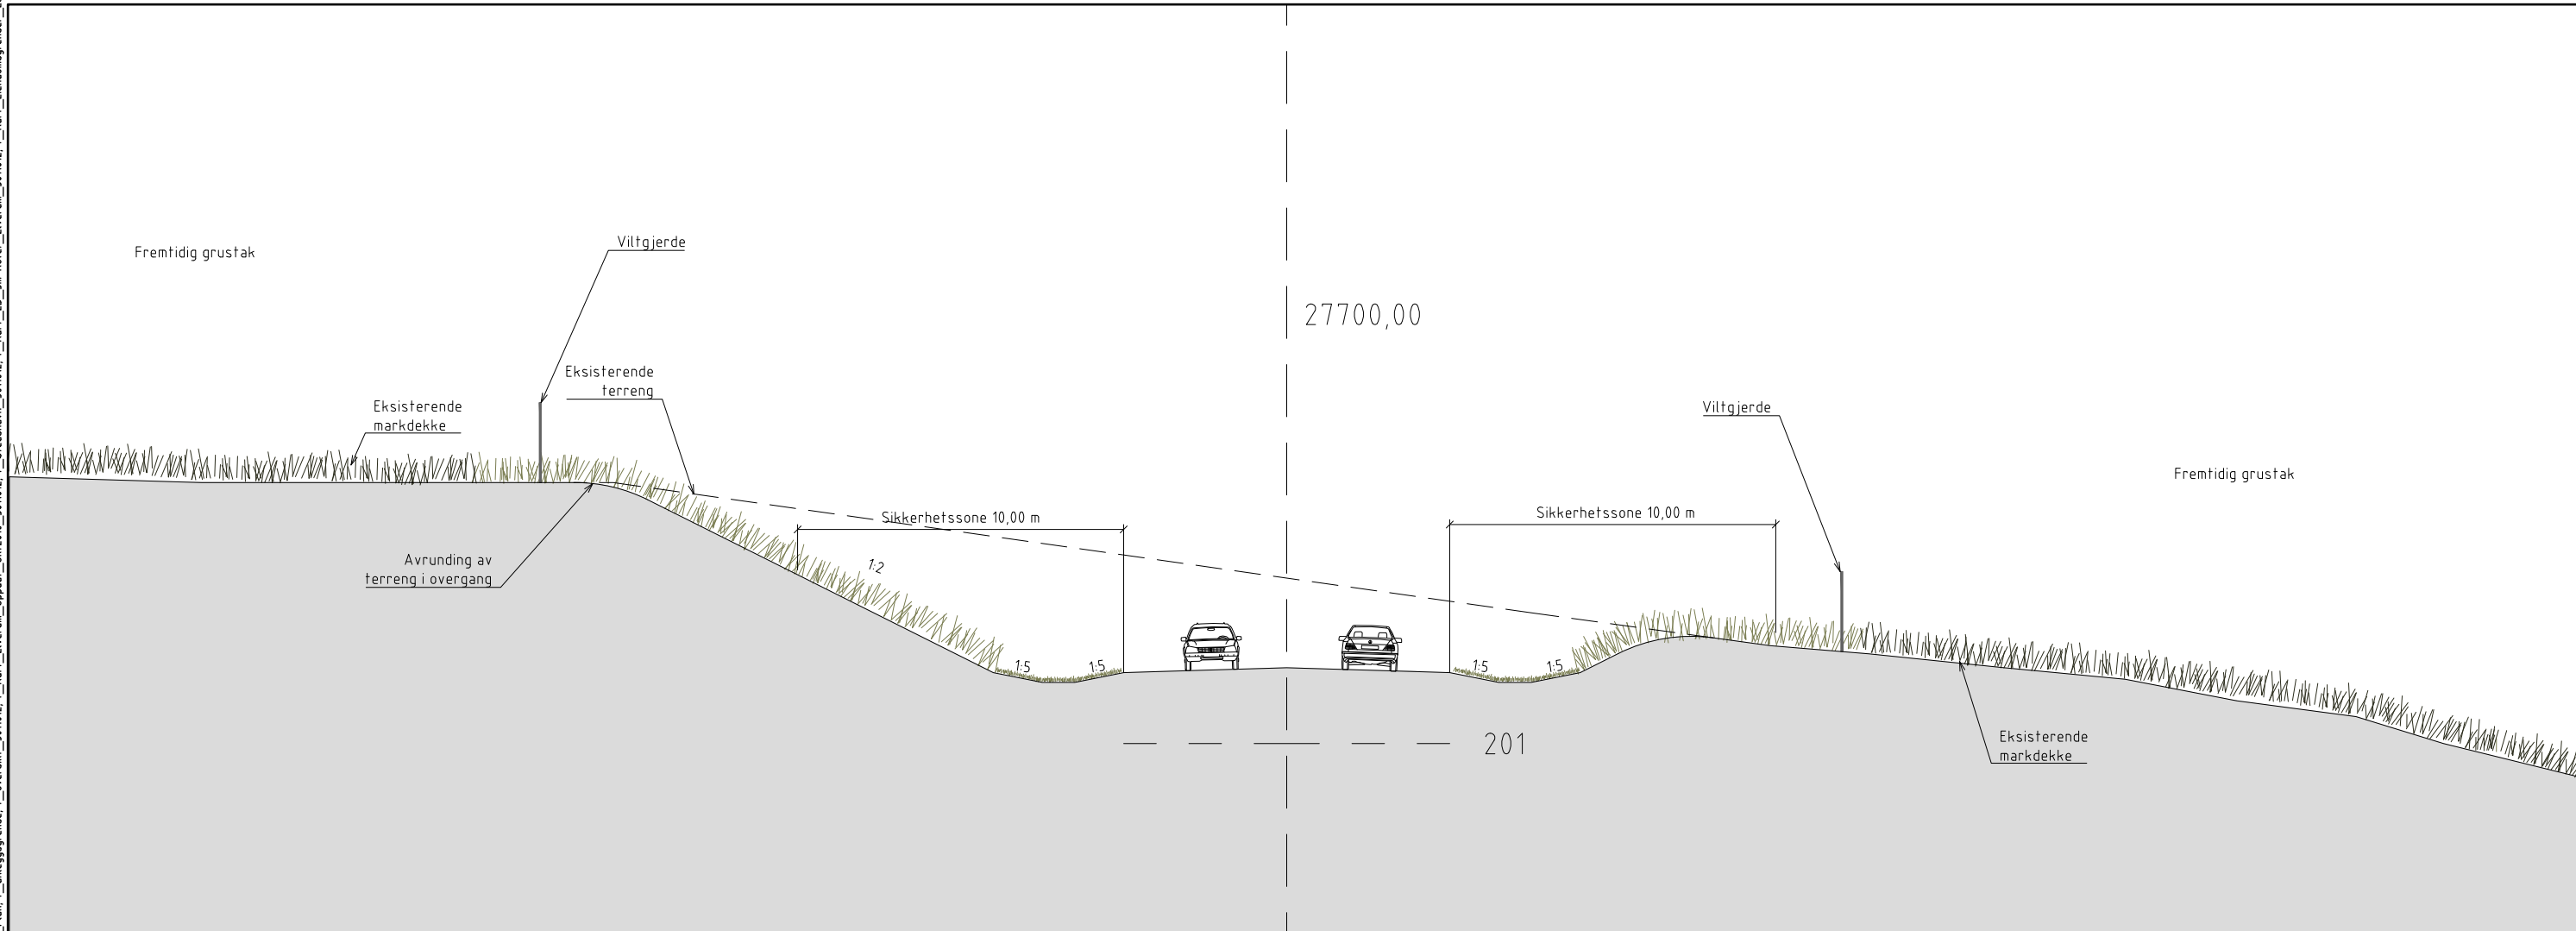 Fremtidig grustak
Viltgjerde
27700,00
Eksisterende
terreng
Eksisterende
markdekke
Viltgjerde
Fremtidig grustak
Sikkerhetssone 10,00 m
Sikkerhetssone 10,00 m
Avrunding av
terreng i overgang
1:2
1:5
1:5
1:5
1:5
201
Eksisterende
markdekke